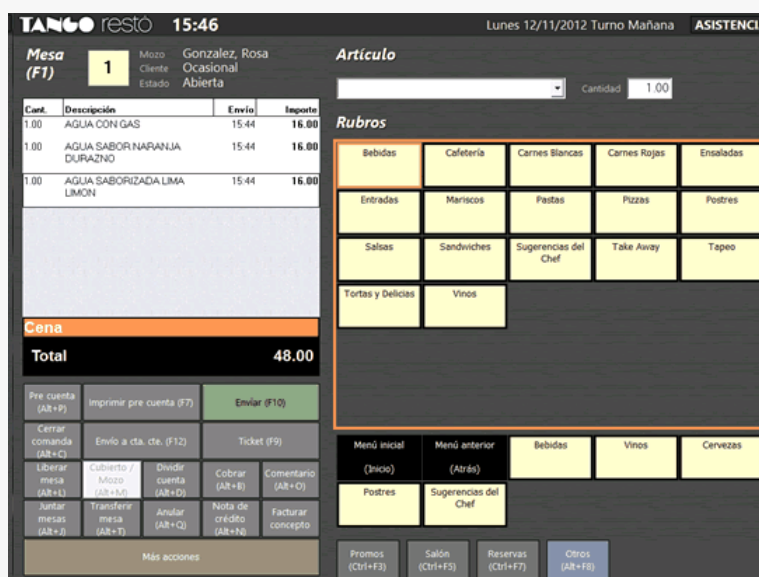 TANGO restó 15:46
Lunes 12/11/2012 Turno Mañana
ASISTENCI
Mesa
(F1)
1
Mozo Gonzalez, Rosa
Cliente Ocasional
Estado Abierta
Cant. Descripción Envío Importe
1.00 AGUA CON GAS 15:44 16.00
1.00 AGUA SABOR NARANJA 15:44 16.00
DURAZNO
1.00 AGUA SABORIZADA LIMA 15:44 16.00
LIMON
Cena
Total 48.00
Pre cuenta
(Alt+P)
Imprimir pre cuenta (F7)
Envíar (F10)
Cerrar
comanda
(Alt+C)
Envío a cta. cte. (F12)
Ticket (F9)
Liberar
mesa
(Alt+L)
Cubierto /
Mozo
(Alt+M)
Dividir
cuenta
(Alt+D)
Cobrar
(Alt+B)
Comentario
(Alt+O)
Juntar
mesas
(Alt+J)
Transferir
mesa
(Alt+T)
Anular
(Alt+Q)
Nota de
crédito
(Alt+N)
Facturar
concepto
Más acciones
Artículo
Cantidad 1.00
Rubros
Bebidas Cafetería Carnes Blancas Carnes Rojas Ensaladas
Entradas Mariscos Pastas Pizzas Postres
Salsas Sandwiches Sugerencias del Take Away Tapeo
Chef
Tortas y Delicias Vinos
Menú inicial
(Inicio)
Menú anterior
(Atrás)
Bebidas Vinos Cervezas
Postres
Sugerencias del
Chef
Promos
(Ctrl+F3)
Salón
(Ctrl+F5)
Reservas
(Ctrl+F7)
Otros
(Alt+F8)